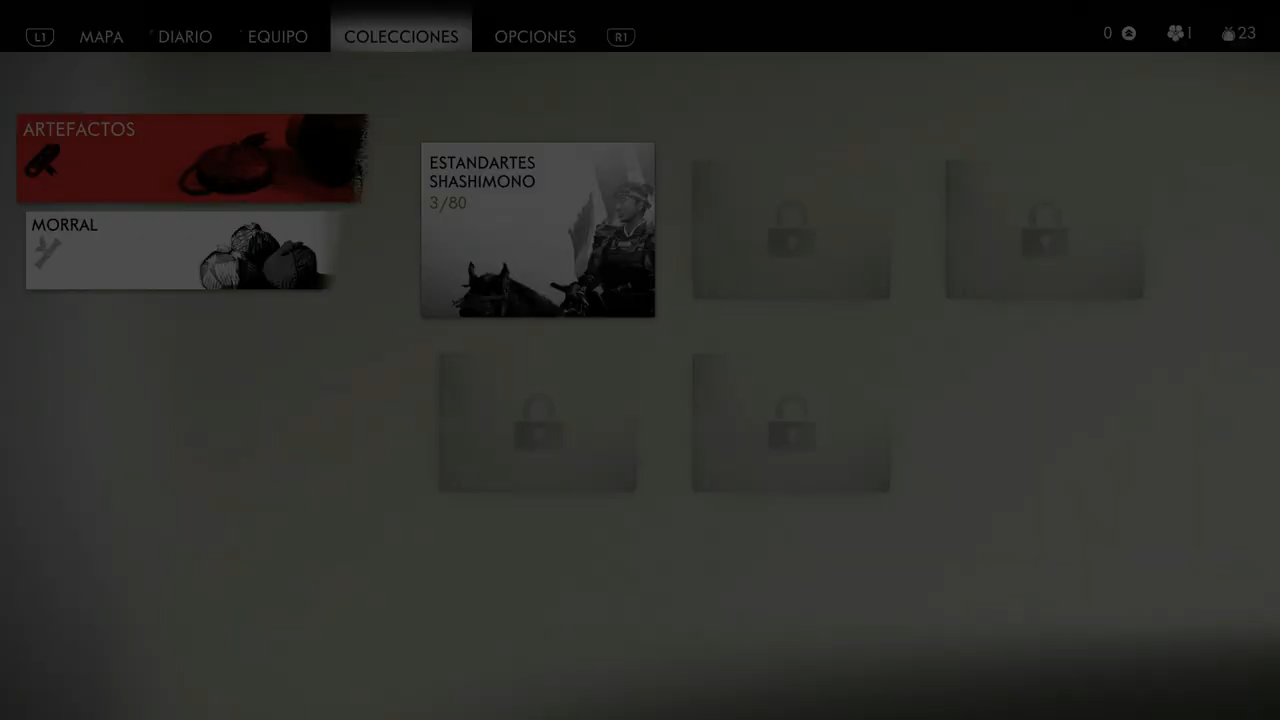 L1 MAPA DIARIO EQUIPO COLECCIONES OPCIONES R1 0 1 23
ARTEFACTOS
MORRAL
ESTANDARTES
SHASHIMONO
3/80